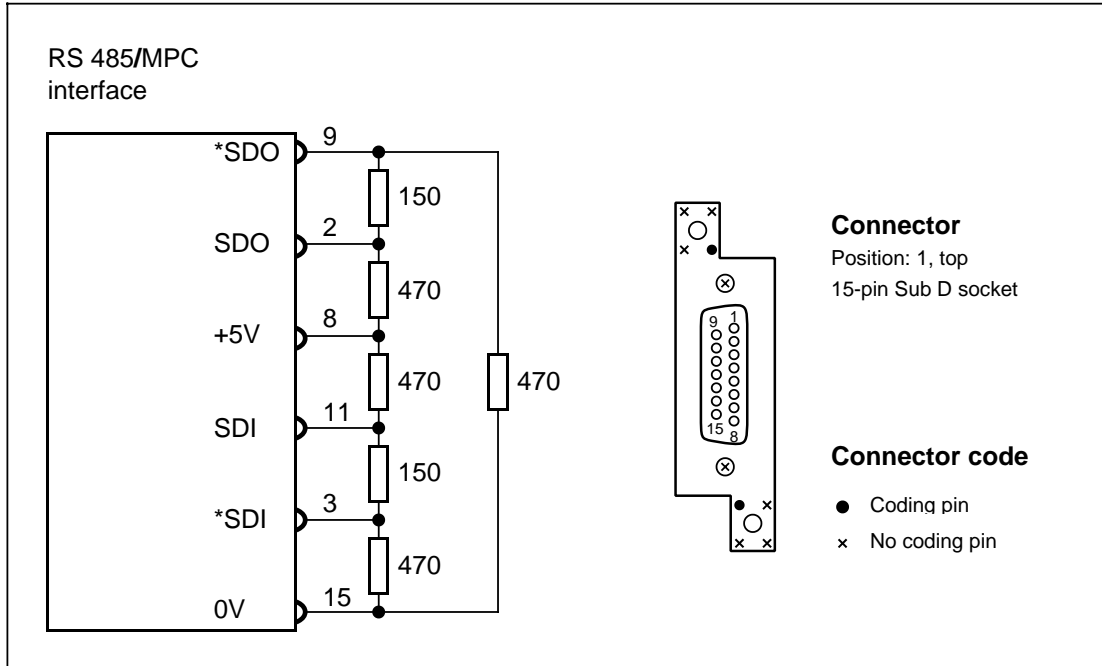 RS 485/MPC
interface
*SDO
9
150
SDO
2
470
+5V
8
470
470
SDI
11
150
*SDI
3
470
0V
15
9
1
15
8
Connector
Position: 1, top
15-pin Sub D socket
Connector code
Coding pin
No coding pin